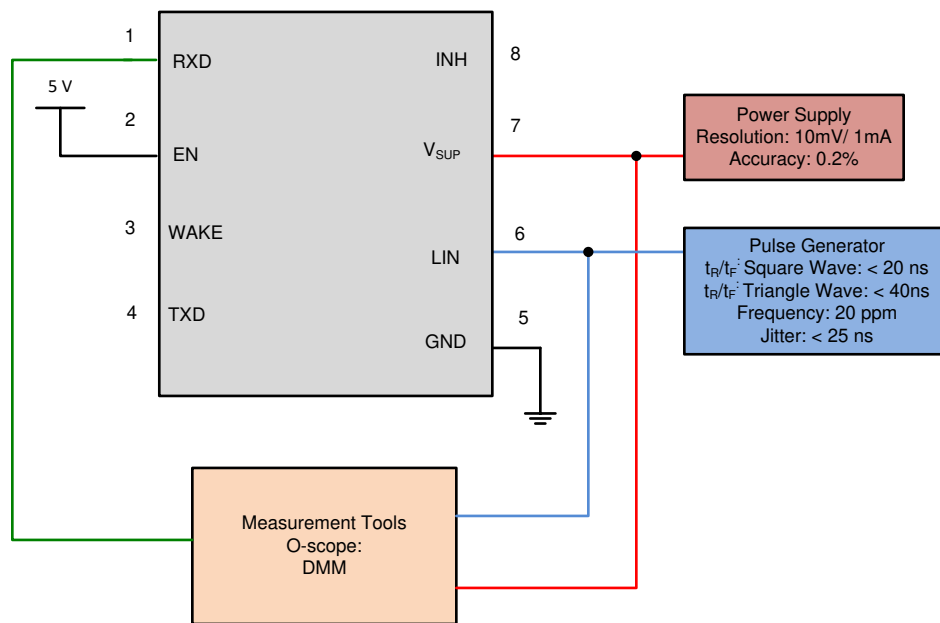 1
RXD
INH
8
5 V
2
EN
7
VSUP
Power Supply
Resolution: 10mV/ 1mA
Accuracy: 0.2%
3
WAKE
6
LIN
Pulse Generator
tR/tF: Square Wave: < 20 ns
tR/tF: Triangle Wave: < 40ns
Frequency: 20 ppm
Jitter: < 25 ns
4
TXD
5
GND
Measurement Tools
O-scope:
DMM